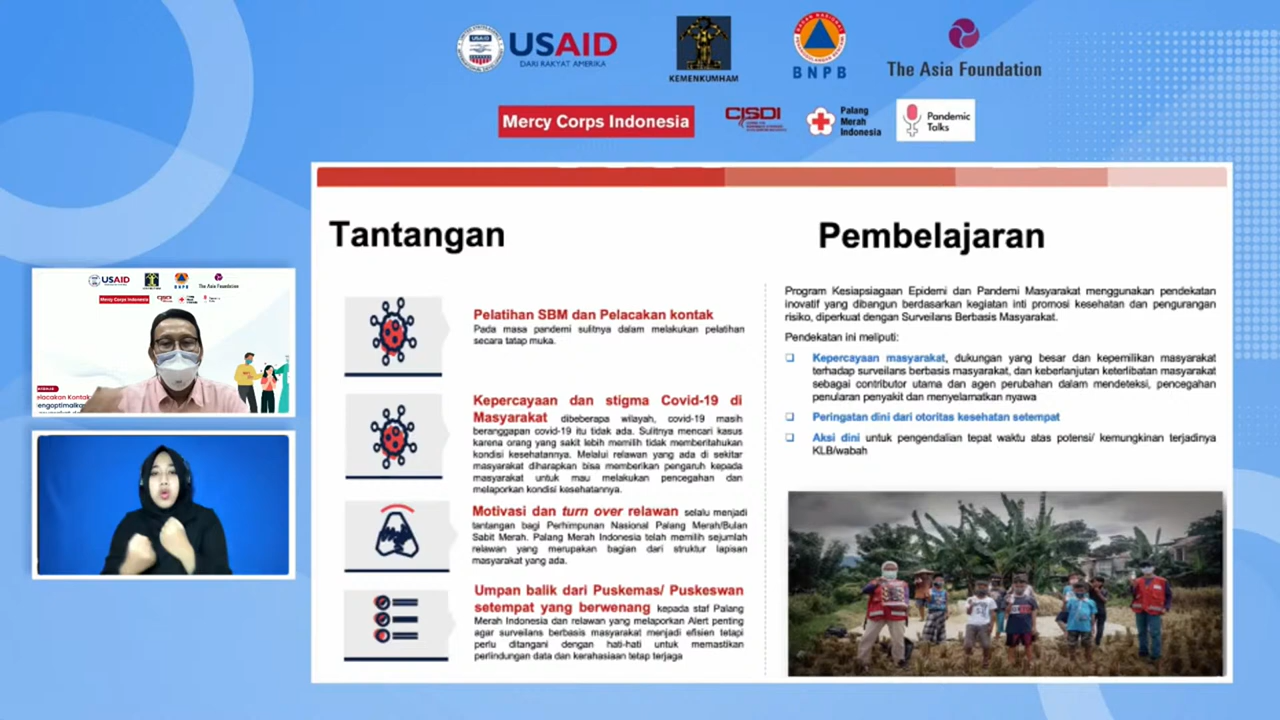 USAID
DARI RAKYAT AMERIKA
KEMENKUMHAM
BNPB
The Asia Foundation
Mercy Corps Indonesia
CISDI
Palang
Merah
Indonesia
Pandemic
Talks
Tantangan
Pelatihan SBM dan Pelacakan kontak
Pada masa pandemi sulitnya dalam melakukan pelatihan
secara tatap muka.
Kepercayaan dan stigma Covid-19 di
Masyarakat dibeberapa wilayah, covid-19 masih
beranggapan covid-19 itu tidak ada. Sulitnya mencari kasus
karena orang yang sakit lebih memilih tidak memberitahukan
kondisi kesehatannya. Melalui relawan yang ada di sekitar
masyarakat diharapkan bisa memberikan pengaruh kepada
masyarakat untuk mau melakukan pencegahan dan
melaporkan kondisi kesehatannya.
Motivasi dan turn over relawan selalu menjadi
tantangan bagi Perhimpunan Nasional Palang Merah/Bulan
Sabit Merah. Palang Merah Indonesia telah memilih sejumlah
relawan yang merupakan bagian dari struktur lapisan
masyarakat yang ada.
Umpan balik dari Puskemas/ Puskeswan
setempat yang berwenang kepada staf Palang
Merah Indonesia dan relawan yang melaporkan Alert penting
agar surveilans berbasis masyarakat menjadi efisien tetapi
perlu ditangani dengan hati-hati untuk memastikan
perlindungan data dan kerahasiaan tetap terjaga
Pembelajaran
Program Kesiapsiagaan Epidemi dan Pandemi Masyarakat menggunakan pendekatan
inovatif yang dibangun berdasarkan kegiatan inti promosi kesehatan dan pengurangan
risiko, diperkuat dengan Surveilans Berbasis Masyarakat.
Pendekatan ini meliputi:
❑ Kepercayaan masyarakat, dukungan yang besar dan kepemilikan masyarakat
terhadap surveilans berbasis masyarakat, dan keberlanjutan keterlibatan masyarakat
sebagai contributor utama dan agen perubahan dalam mendeteksi, pencegahan
penularan penyakit dan menyelamatkan nyawa
❑ Peringatan dini dari otoritas kesehatan setempat
❑ Aksi dini untuk pengendalian tepat waktu atas potensi/ kemungkinan terjadinya
KLB/wabah
USAID
The Asia Foundation
Mercy Corps Indonesia
elacakan Kontak
engoptimalkan